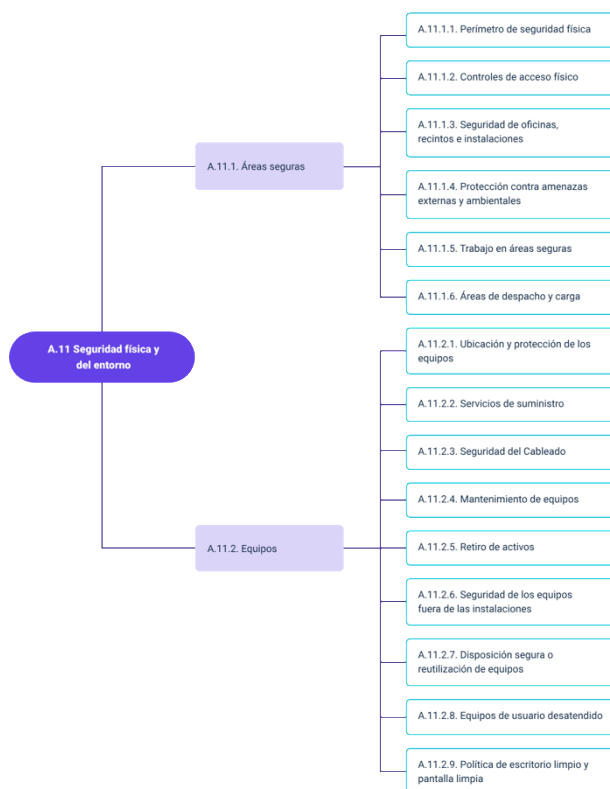 A.11 Seguridad física y
del entorno
A.11.1. Áreas seguras
A.11.1.1. Perímetro de seguridad física
A.11.1.2. Controles de acceso físico
A.11.1.3. Seguridad de oficinas,
recintos e instalaciones
A.11.1.4. Protección contra amenazas
externas y ambientales
A.11.1.5. Trabajo en áreas seguras
A.11.1.6. Áreas de despacho y carga
A.11.2. Equipos
A.11.2.1. Ubicación y protección de los
equipos
A.11.2.2. Servicios de suministro
A.11.2.3. Seguridad del Cableado
A.11.2.4. Mantenimiento de equipos
A.11.2.5. Retiro de activos
A.11.2.6. Seguridad de los equipos
fuera de las instalaciones
A.11.2.7. Disposición segura o
reutilización de equipos
A.11.2.8. Equipos de usuario desatendido
A.11.2.9. Política de escritorio limpio y
pantalla limpia